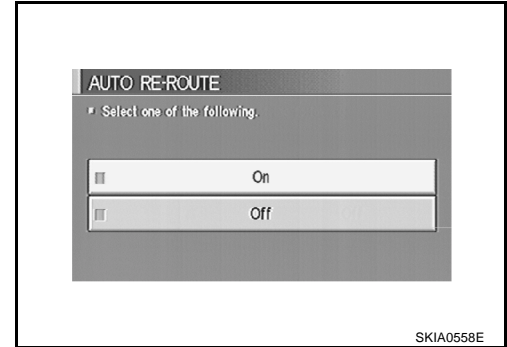 AUTO RE-ROUTE
Select one of the following.
On
Off
SKIA0558E